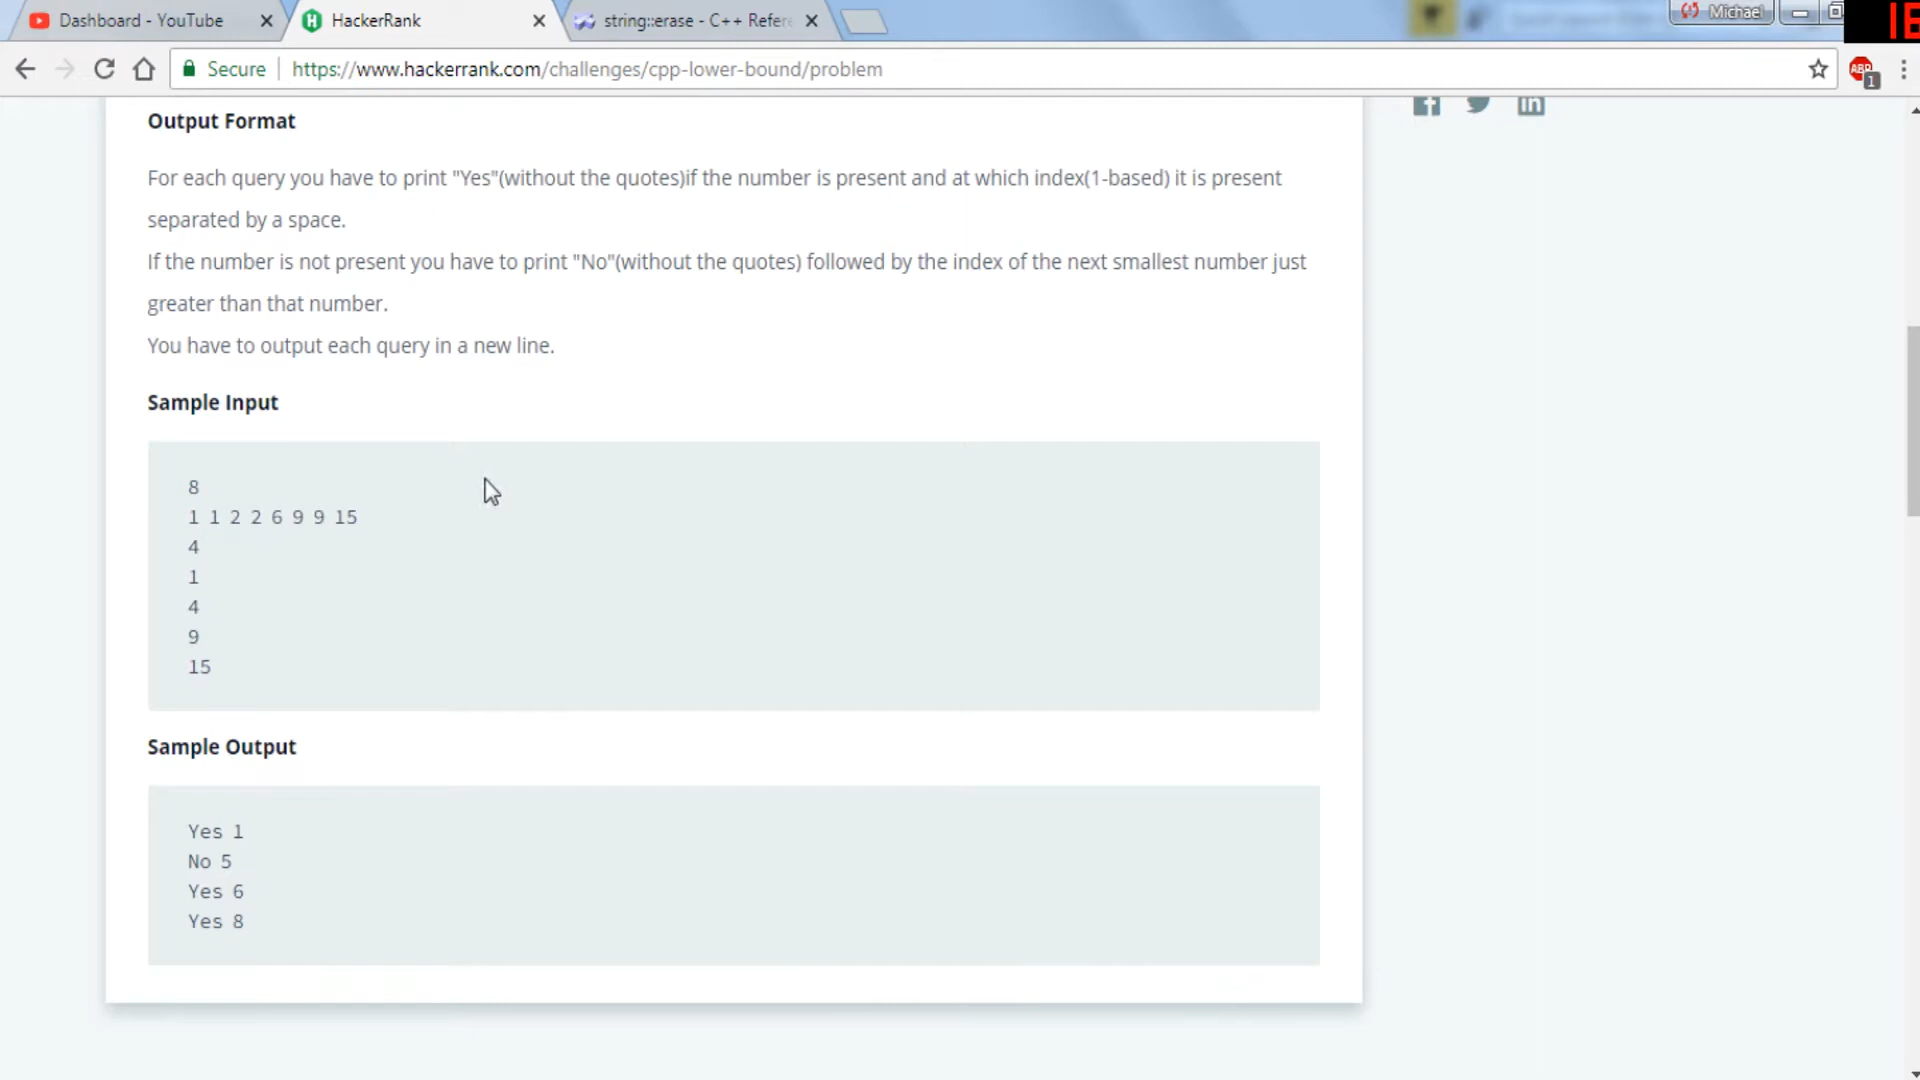 Dashboard - YouTube
HackerRank
string::erase - C++ Refere
Michael
Secure
https://www.hackerrank.com/challenges/cpp-lower-bound/problem
ABP
1
Output Format
For each query you have to print "Yes"(without the quotes)if the number is present and at which index(1-based) it is present
separated by a space.
If the number is not present you have to print "No"(without the quotes) followed by the index of the next smallest number just
greater than that number.
You have to output each query in a new line.
Sample Input
8
1 1 2 2 6 9 9 15
4
1
4
9
15
Sample Output
Yes 1
No 5
Yes 6
Yes 8